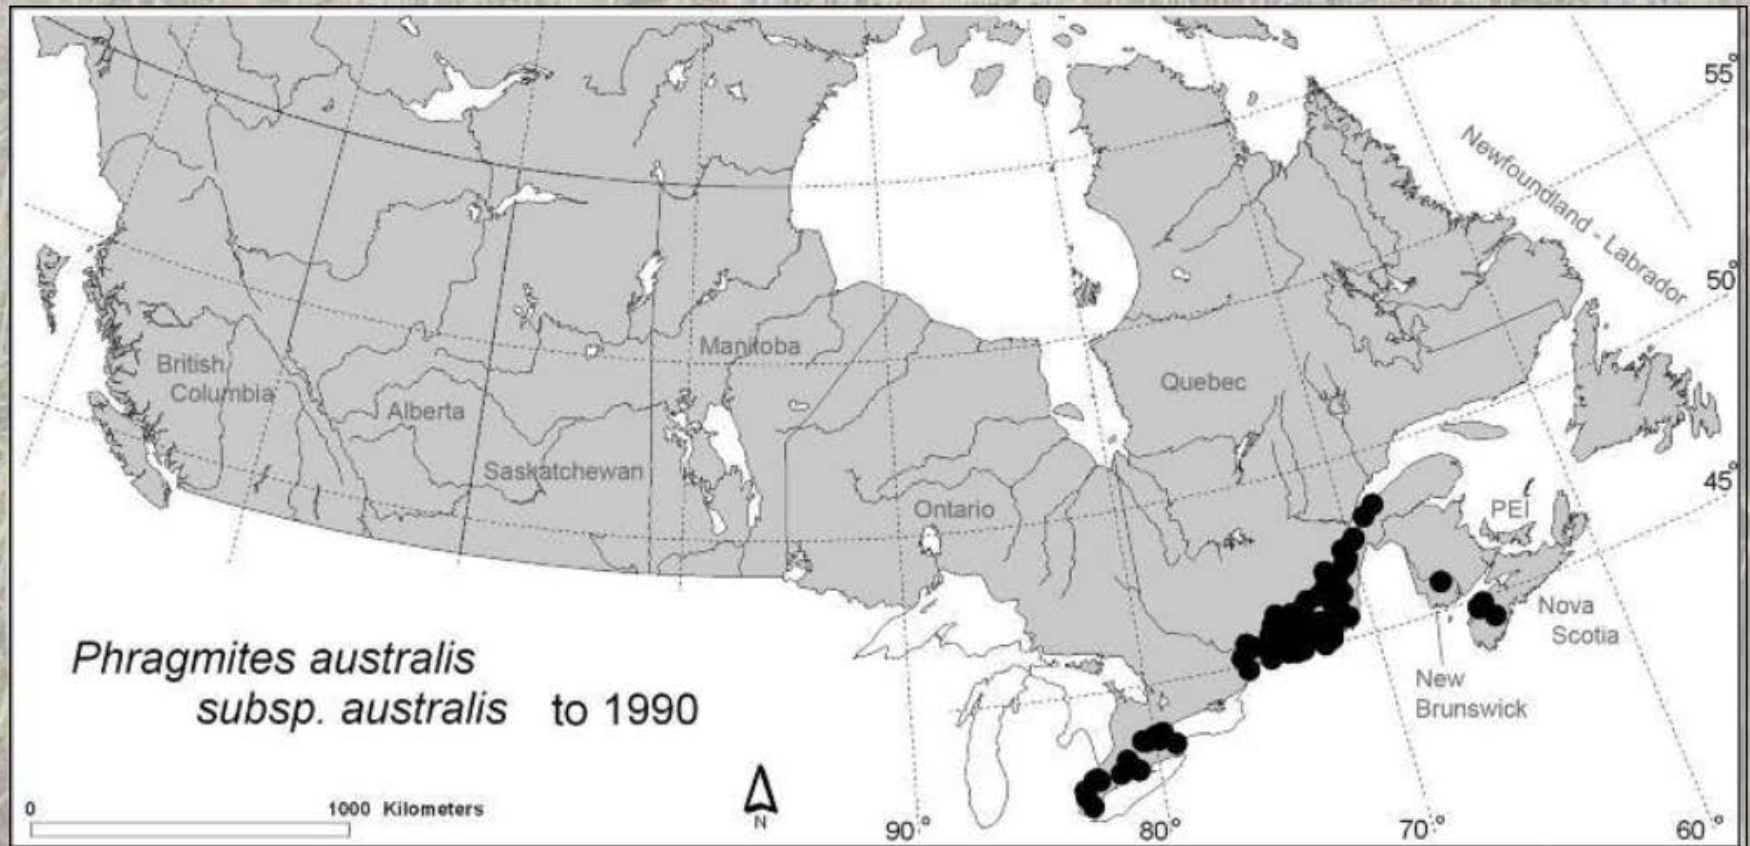 55°
Newfoundland - Labrador
50°
British
Columbia
Manitoba
Quebec
Alberta
Saskatchewan
45°
Ontario
PEI
Nova
Scotia
New
Brunswick
Phragmites australis
subsp. australis to 1990
0 1000 Kilometers
N
90°
80°
70°
60°